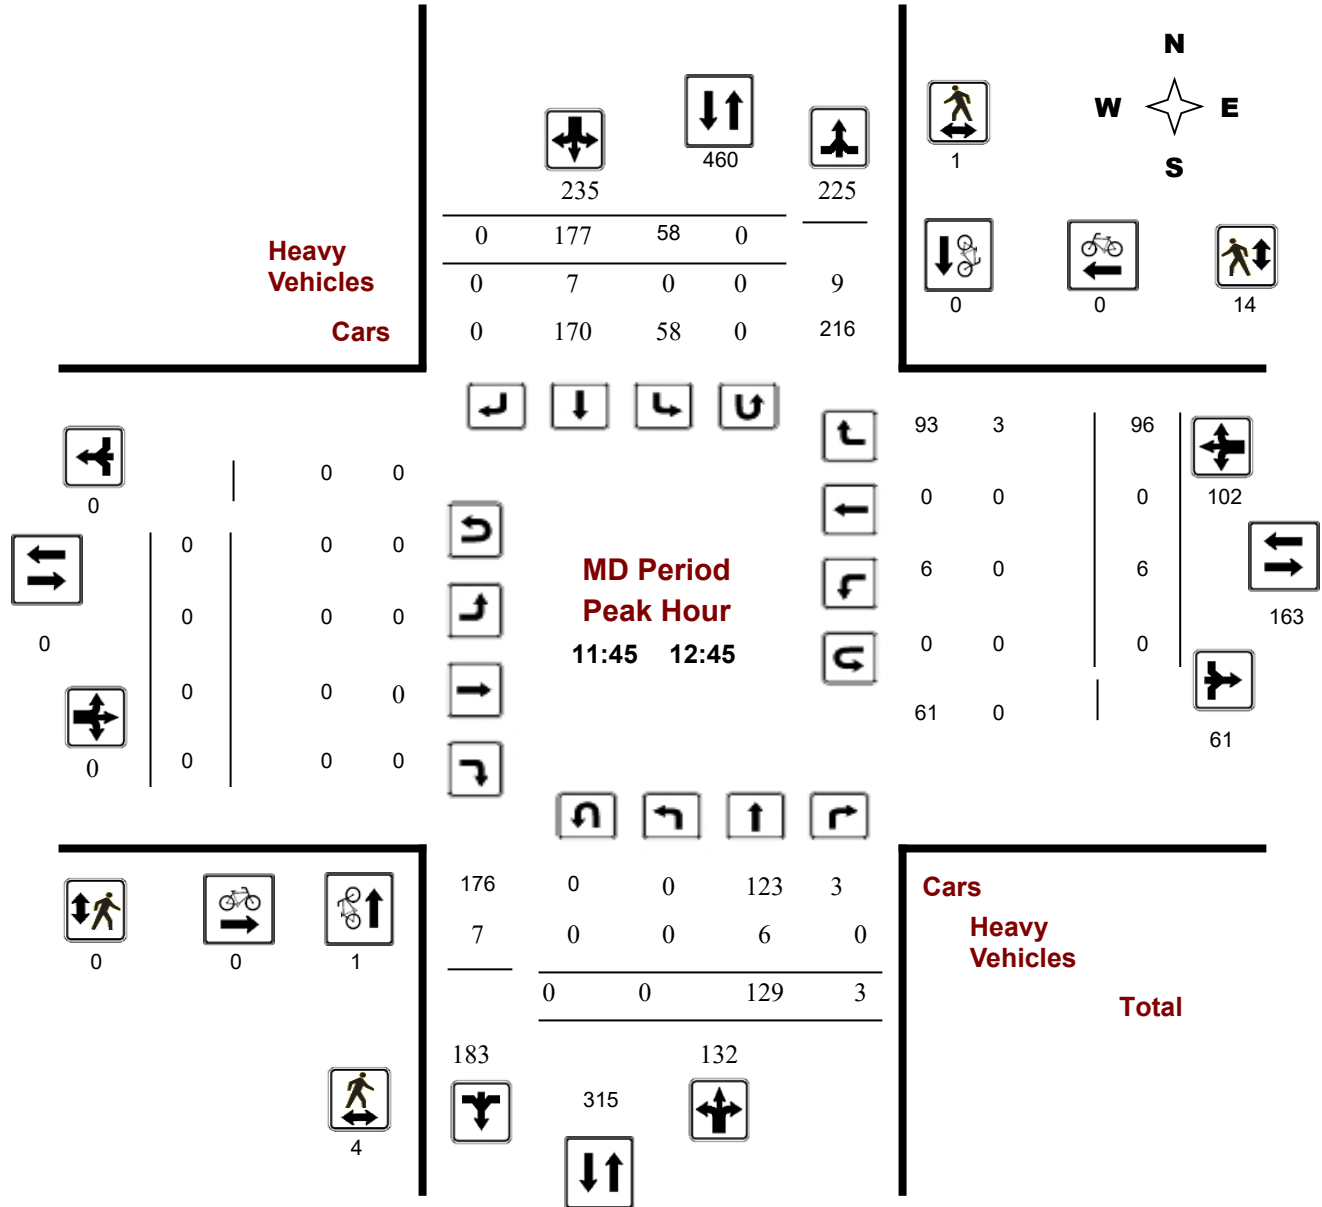 N
W E
S
460
1
235 225
0 177 58 0
Heavy
Vehicles
0 7 0 0 9
0 0 14
Cars
0 170 58 0 216
93 3 96
0 0
0
0 0 0
102
0 0 0
MD Period
Peak Hour
6 0 6
0 0 0
163
0
11:45 12:45
0 0 0
0 0 0
61 0
61
0
0 0 0
176 0 0 123 3
Cars
7 0 0 6 0
Heavy
Vehicles
0 0 1
0 0 129 3
Total
183 132
315
4